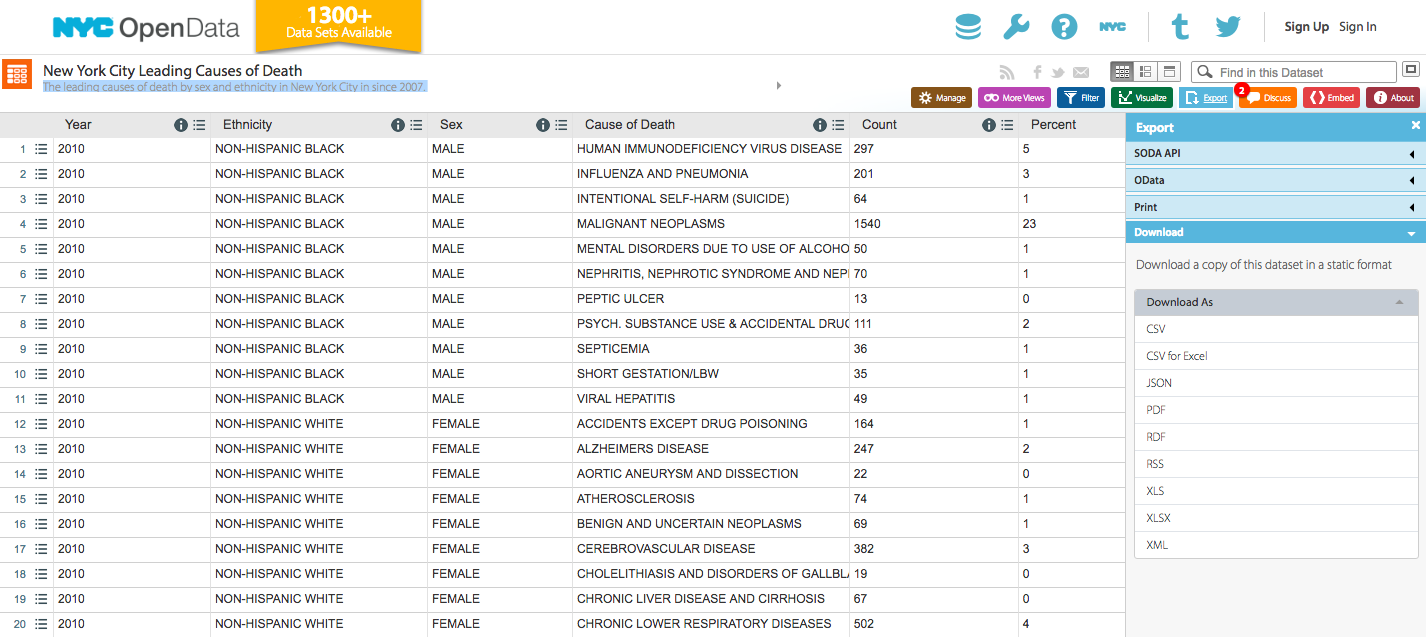 NYC OpenData
1300+
Data Sets Available
NYC
Sign Up Sign In
New York City Leading Causes of Death
The leading causes of death by sex and ethnicity in New York City in since 2007.
Find in this Dataset
Manage More Views Filter Visualize Export 2 Discuss Embed About
Year Ethnicity Sex Cause of Death Count Percent
1 2010 NON-HISPANIC BLACK MALE HUMAN IMMUNODEFICIENCY VIRUS DISEASE 297 5
2 2010 NON-HISPANIC BLACK MALE INFLUENZA AND PNEUMONIA 201 3
3 2010 NON-HISPANIC BLACK MALE INTENTIONAL SELF-HARM (SUICIDE) 64 1
4 2010 NON-HISPANIC BLACK MALE MALIGNANT NEOPLASMS 1540 23
5 2010 NON-HISPANIC BLACK MALE MENTAL DISORDERS DUE TO USE OF ALCOHO 50 1
6 2010 NON-HISPANIC BLACK MALE NEPHRITIS, NEPHROTIC SYNDROME AND NEPI 70 1
7 2010 NON-HISPANIC BLACK MALE PEPTIC ULCER 13 0
8 2010 NON-HISPANIC BLACK MALE PSYCH. SUBSTANCE USE & ACCIDENTAL DRUG 111 2
9 2010 NON-HISPANIC BLACK MALE SEPTICEMIA 36 1
10 2010 NON-HISPANIC BLACK MALE SHORT GESTATION/LBW 35 1
11 2010 NON-HISPANIC BLACK MALE VIRAL HEPATITIS 49 1
12 2010 NON-HISPANIC WHITE FEMALE ACCIDENTS EXCEPT DRUG POISONING 164 1
13 2010 NON-HISPANIC WHITE FEMALE ALZHEIMERS DISEASE 247 2
14 2010 NON-HISPANIC WHITE FEMALE AORTIC ANEURYSM AND DISSECTION 22 0
15 2010 NON-HISPANIC WHITE FEMALE ATHEROSCLEROSIS 74 1
16 2010 NON-HISPANIC WHITE FEMALE BENIGN AND UNCERTAIN NEOPLASMS 69 1
17 2010 NON-HISPANIC WHITE FEMALE CEREBROVASCULAR DISEASE 382 3
18 2010 NON-HISPANIC WHITE FEMALE CHOLELITHIASIS AND DISORDERS OF GALLBLA 19 0
19 2010 NON-HISPANIC WHITE FEMALE CHRONIC LIVER DISEASE AND CIRRHOSIS 67 0
20 2010 NON-HISPANIC WHITE FEMALE CHRONIC LOWER RESPIRATORY DISEASES 502 4
Export
SODA API
OData
Print
Download
Download a copy of this dataset in a static format
Download As
CSV
CSV for Excel
JSON
PDF
RDF
RSS
XLS
XLSX
XML